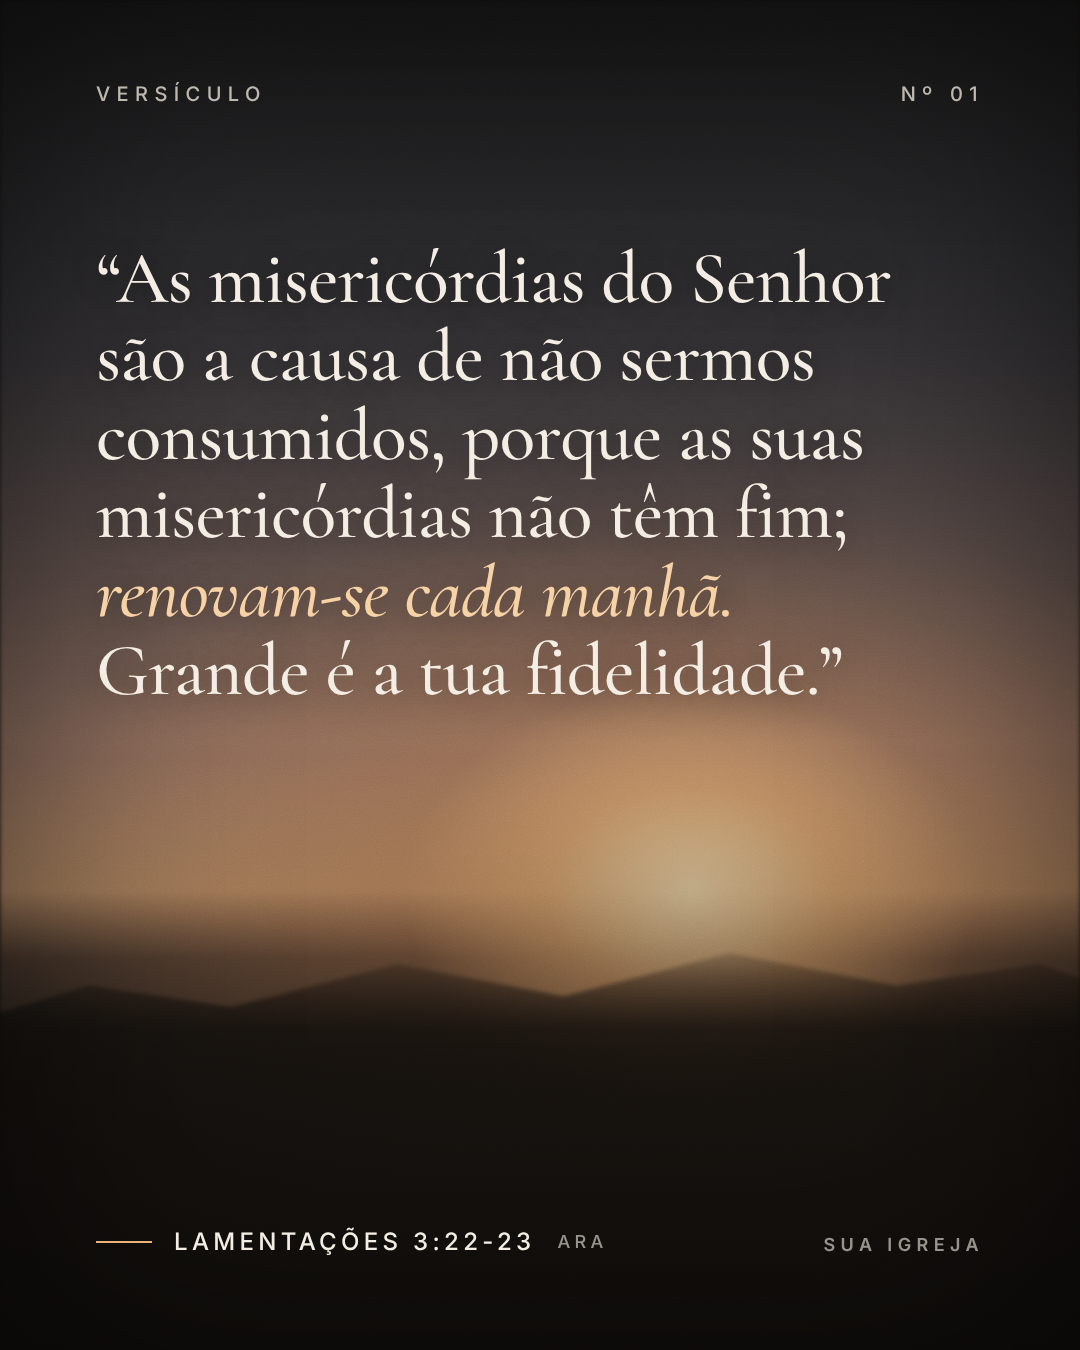 VERSÍCULO
Nº 01
“As misericórdias do Senhor
são a causa de não sermos
consumidos, porque as suas
misericórdias não têm fim;
renovam-se cada manhã.
Grande é a tua fidelidade.”
LAMENTAÇÕES 3:22-23 ARA
SUA IGREJA